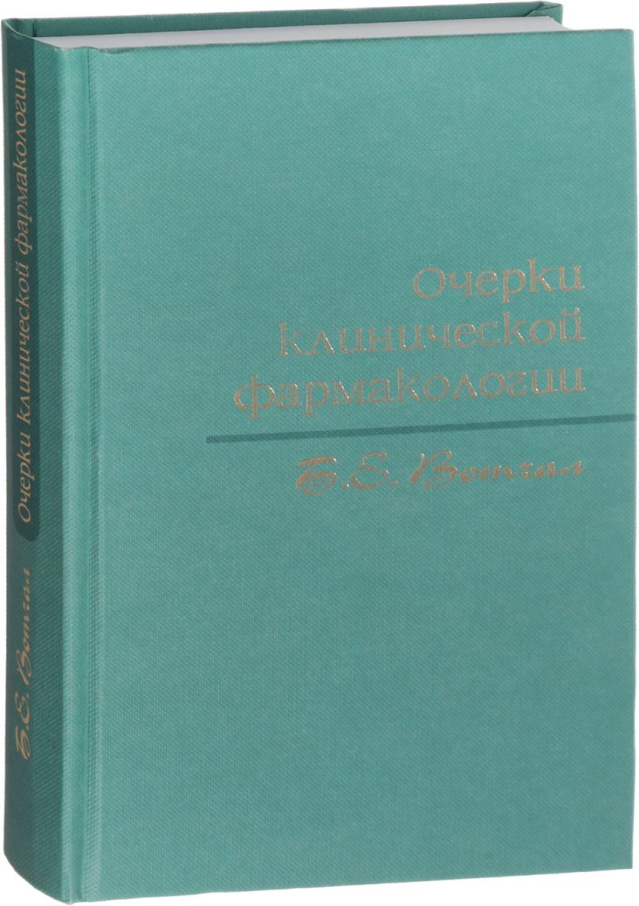 Очерки
клинической
фармакологии
Б.Е. Вотчал
Б.Е. Вотчал Очерки клинической фармакологии